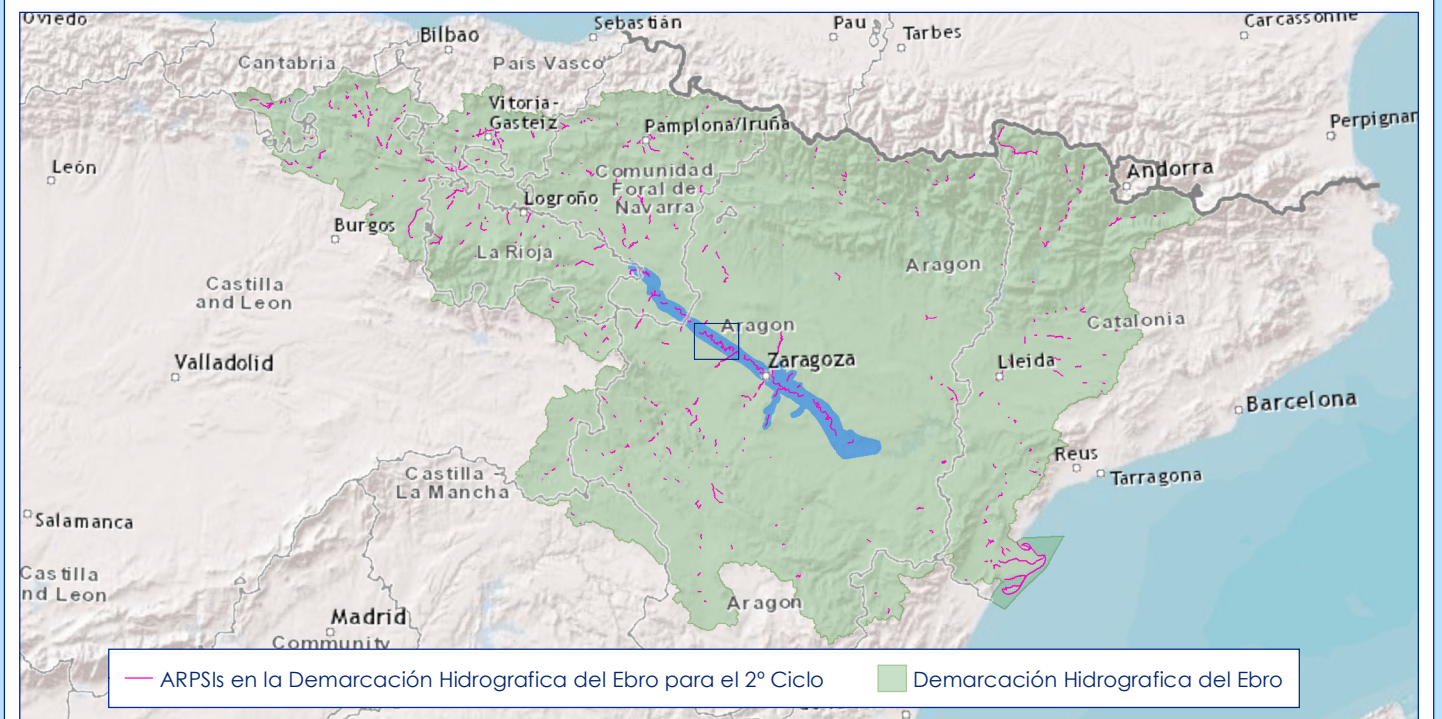 Oviedo
Sebastián
Pau
Tarbes
Carcassonne
Bilbao
Cantabria
País Vasco
Vitoria-
Gasteiz
Pamplona/Iruña
Perpignan
León
Comunidad
Foral de
Navarra
Andorra
Logroño
Burgos
La Rioja
Aragon
Castilla
and Leon
Aragon
Catalonia
Valladolid
Zaragoza
Lleida
Barcelona
Castilla -
La Mancha
Reus
Tarragona
Salamanca
Castilla
nd Leon
Aragon
Madrid
Community
ARPSIs en la Demarcación Hidrografica del Ebro para el 2º Ciclo
Demarcación Hidrografica del Ebro